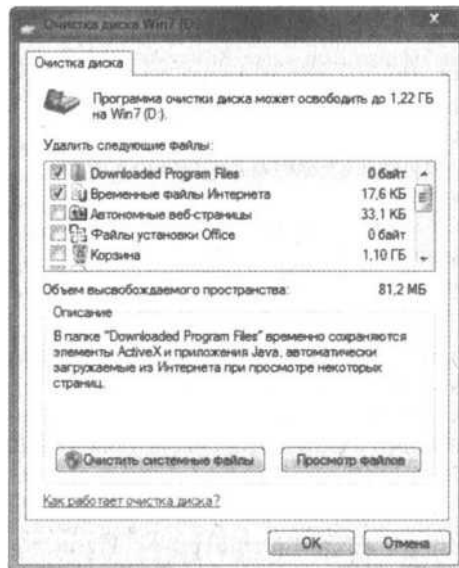 Очистка диска Win7 (D:)
Очистка диска
Программа очистки диска может освободить до 1,22 ГБ
на Win7 (D:).
Удалить следующие файлы:
Downloaded Program Files 0 байт
Временные файлы Интернета 17,6 КБ
Автономные веб-страницы 33,1 КБ
Файлы установки Office 0 байт
Корзина 1,10 ГБ
Объем высвобождаемого пространства: 81,2 МБ
Описание
В папке "Downloaded Program Files" временно сохраняются
элементы ActiveX и приложения Java, автоматически
загружаемые из Интернета при просмотре некоторых
страниц.
Очистить системные файлы Просмотр файлов
Как работает очистка диска?
OK Отмена